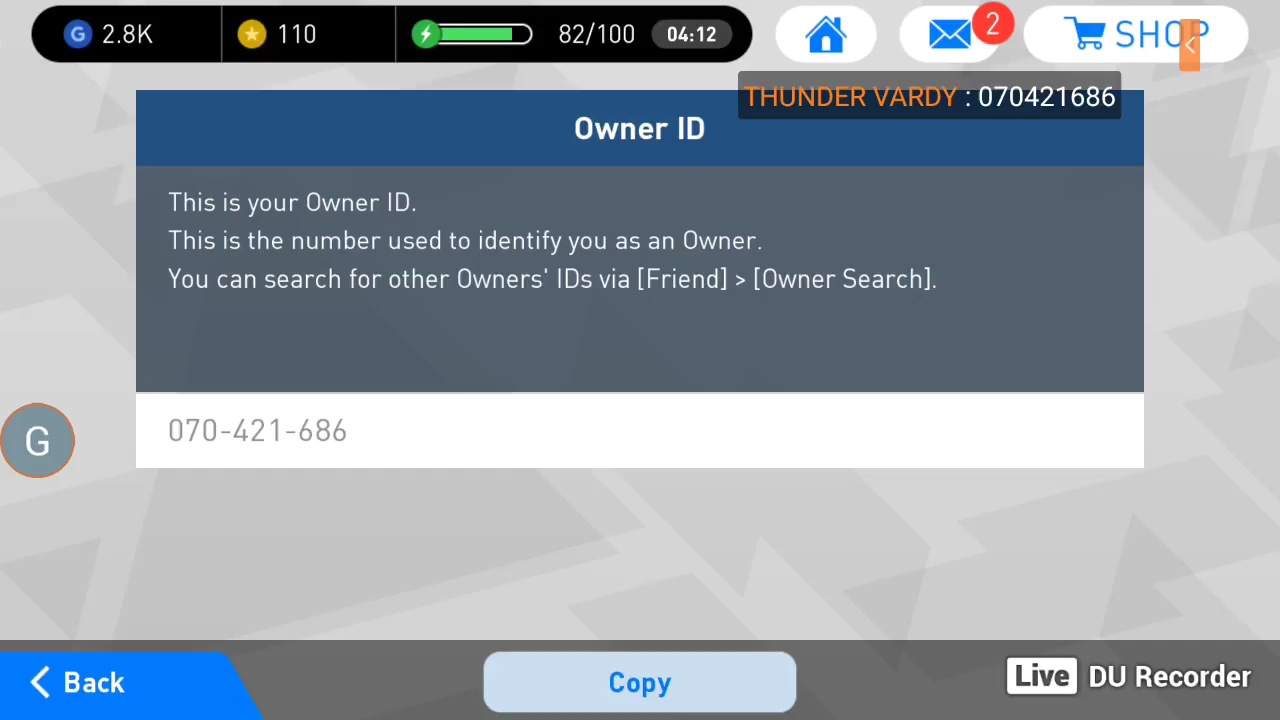 G 2.8K 110 82/100 04:12 2 SHOP
THUNDER VARDY : 070421686
Owner ID
This is your Owner ID.
This is the number used to identify you as an Owner.
You can search for other Owners' IDs via [Friend] > [Owner Search].
070-421-686
G
Back
Copy
Live DU Recorder